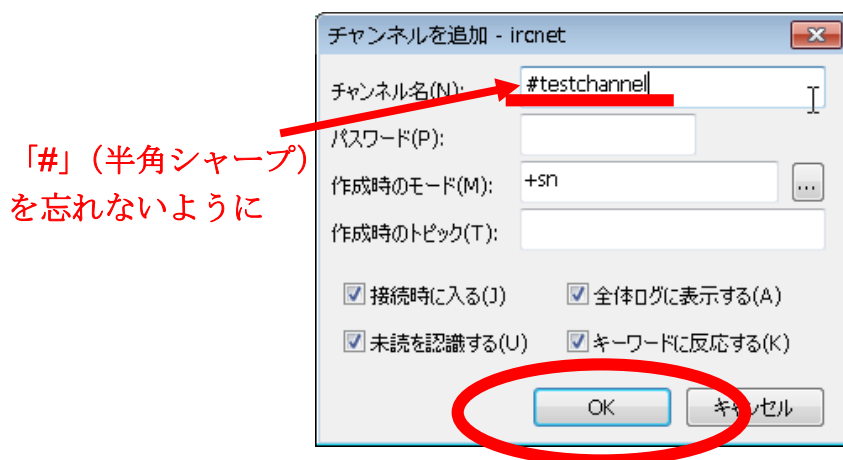 チャンネルを追加 - ircnet
チャンネル名(N):
#testchannel
パスワード(P):
作成時のモード(M):
+sn
...
作成時のトピック(T):
「#」(半角シャープ)
を忘れないように
接続時に入る(J)
全体ログに表示する(A)
未読を認識する(U)
キーワードに反応する(K)
OK
キャンセル